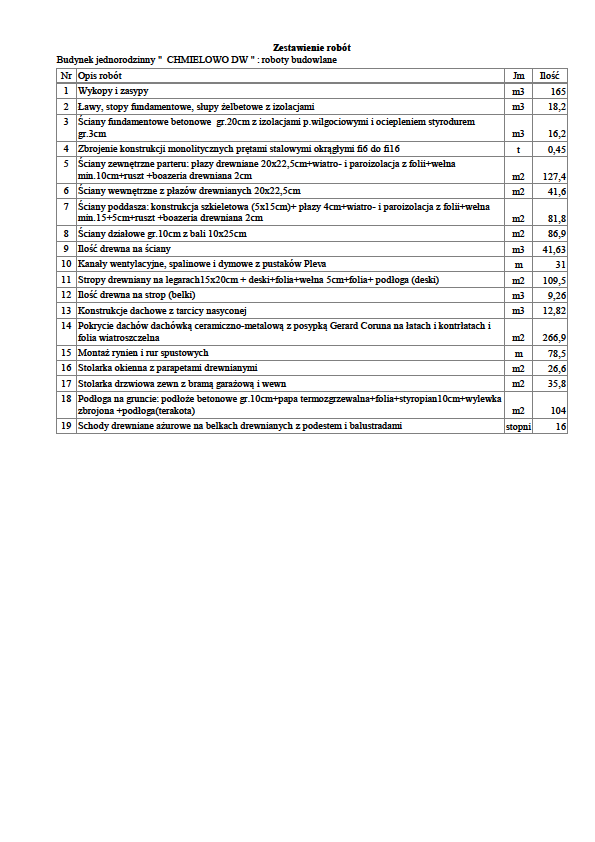 Zestawienie robót
Budynek jednorodzinny " CHMIELOWO DW " : roboty budowlane
Nr Opis robót Jm Ilość
1 Wykopy i zasypy m3 165
2 Ławy, stopy fundamentowe, słupy żelbetowe z izolacjami m3 18,2
3 Ściany fundamentowe betonowe gr.20cm z izolacjami p.wilgociowymi i ociepleniem styrodurem
gr.3cm m3 16,2
4 Zbrojenie konstrukcji monolitycznych prętami stalowymi okrągłymi fi6 do fi16 t 0,45
5 Ściany zewnętrzne parteru: płazy drewniane 20x22,5cm+wiatro- i paroizolacja z folii+wełna
min.10cm+ruszt +boazeria drewniana 2cm m2 127,4
6 Ściany wewnętrzne z płazów drewnianych 20x22,5cm m2 41,6
7 Ściany poddasza: konstrukcja szkieletowa (5x15cm)+ płazy 4cm+wiatro- i paroizolacja z folii+wełna
min.15+5cm+ruszt +boazeria drewniana 2cm m2 81,8
8 Ściany działowe gr.10cm z bali 10x25cm m2 86,9
9 Ilość drewna na ściany m3 41,63
10 Kanały wentylacyjne, spalinowe i dymowe z pustaków Pleva m 31
11 Stropy drewniany na legarach15x20cm + deski+folia+wełna 5cm+folia+ podłoga (deski) m2 109,5
12 Ilość drewna na strop (belki) m3 9,26
13 Konstrukcje dachowe z tarcicy nasyconej m3 12,82
14 Pokrycie dachów dachówką ceramiczno-metalową z posypką Gerard Coruna na łatach i kontrłatach i
folia wiatroszczelna m2 266,9
15 Montaż rynien i rur spustowych m 78,5
16 Stolarka okienna z parapetami drewnianymi m2 26,6
17 Stolarka drzwiowa zewn z bramą garażową i wewn m2 35,8
18 Podłoga na gruncie: podłoże betonowe gr.10cm+papa termozgrzewalna+folia+styropian10cm+wylewka
zbrojona +podłoga(terakota) m2 104
19 Schody drewniane ażurowe na belkach drewnianych z podestem i balustradami stopni 16